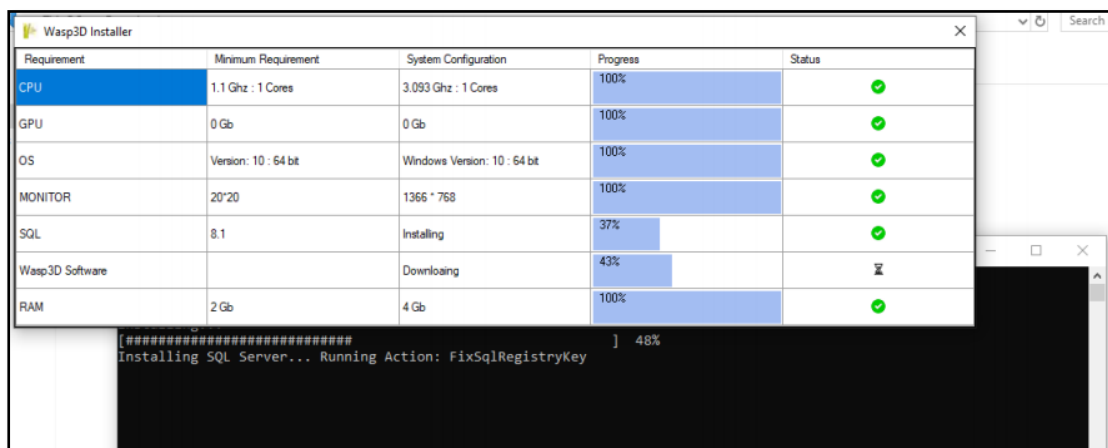 Wasp3D Installer
Search
Requirement Minimum Requirement System Configuration Progress Status
CPU 1.1 Ghz : 1 Cores 3.093 Ghz : 1 Cores 100%
GPU 0 Gb 0 Gb 100%
OS Version: 10 : 64 bit Windows Version: 10 : 64 bit 100%
MONITOR 20*20 1366 * 768 100%
SQL 8.1 Installing 37%
Wasp3D Software Downloaing 43%
RAM 2 Gb 4 Gb 100%
[############################ ] 48%
Installing SQL Server... Running Action: FixSqlRegistryKey